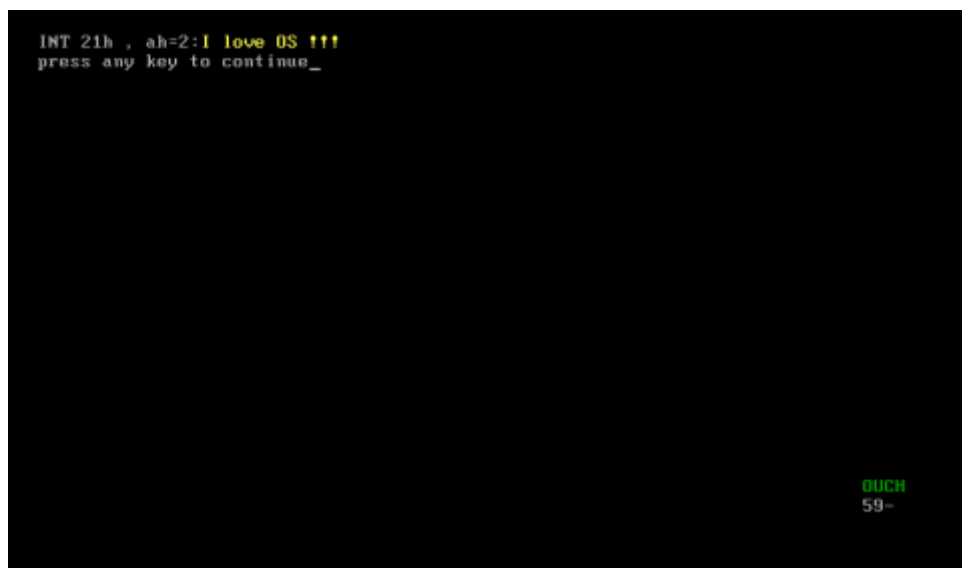 INT 21h , ah=2:I love OS !!!
press any key to continue_
OUCH
59-